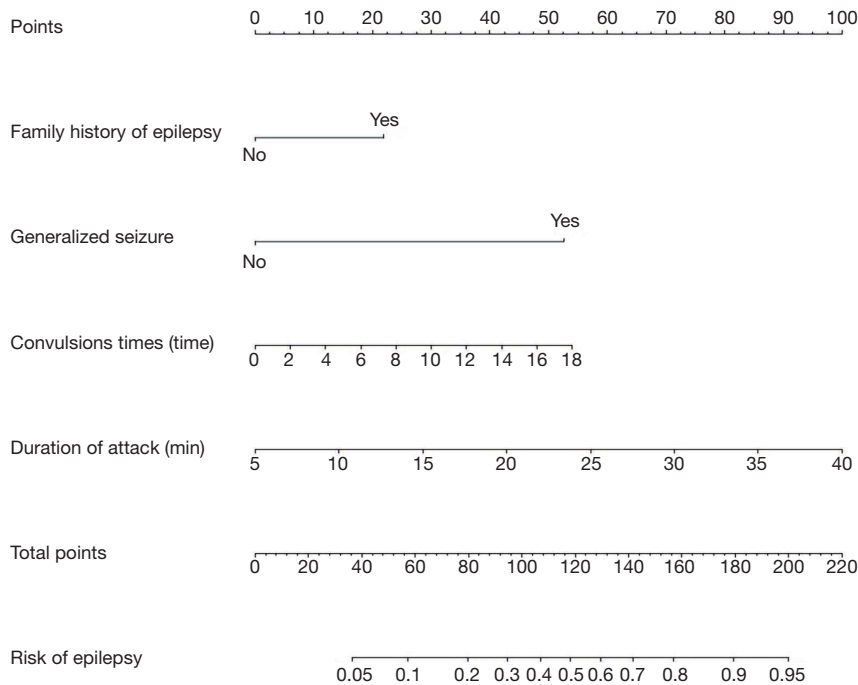 Points
0 10 20 30 40 50 60 70 80 90 100
Family history of epilepsy
Yes
No
Generalized seizure
Yes
No
Convulsions times (time)
0 2 4 6 8 10 12 14 16 18
Duration of attack (min)
5 10 15 20 25 30 35 40
Total points
0 20 40 60 80 100 120 140 160 180 200 220
Risk of epilepsy
0.05 0.1 0.2 0.3 0.4 0.5 0.6 0.7 0.8 0.9 0.95